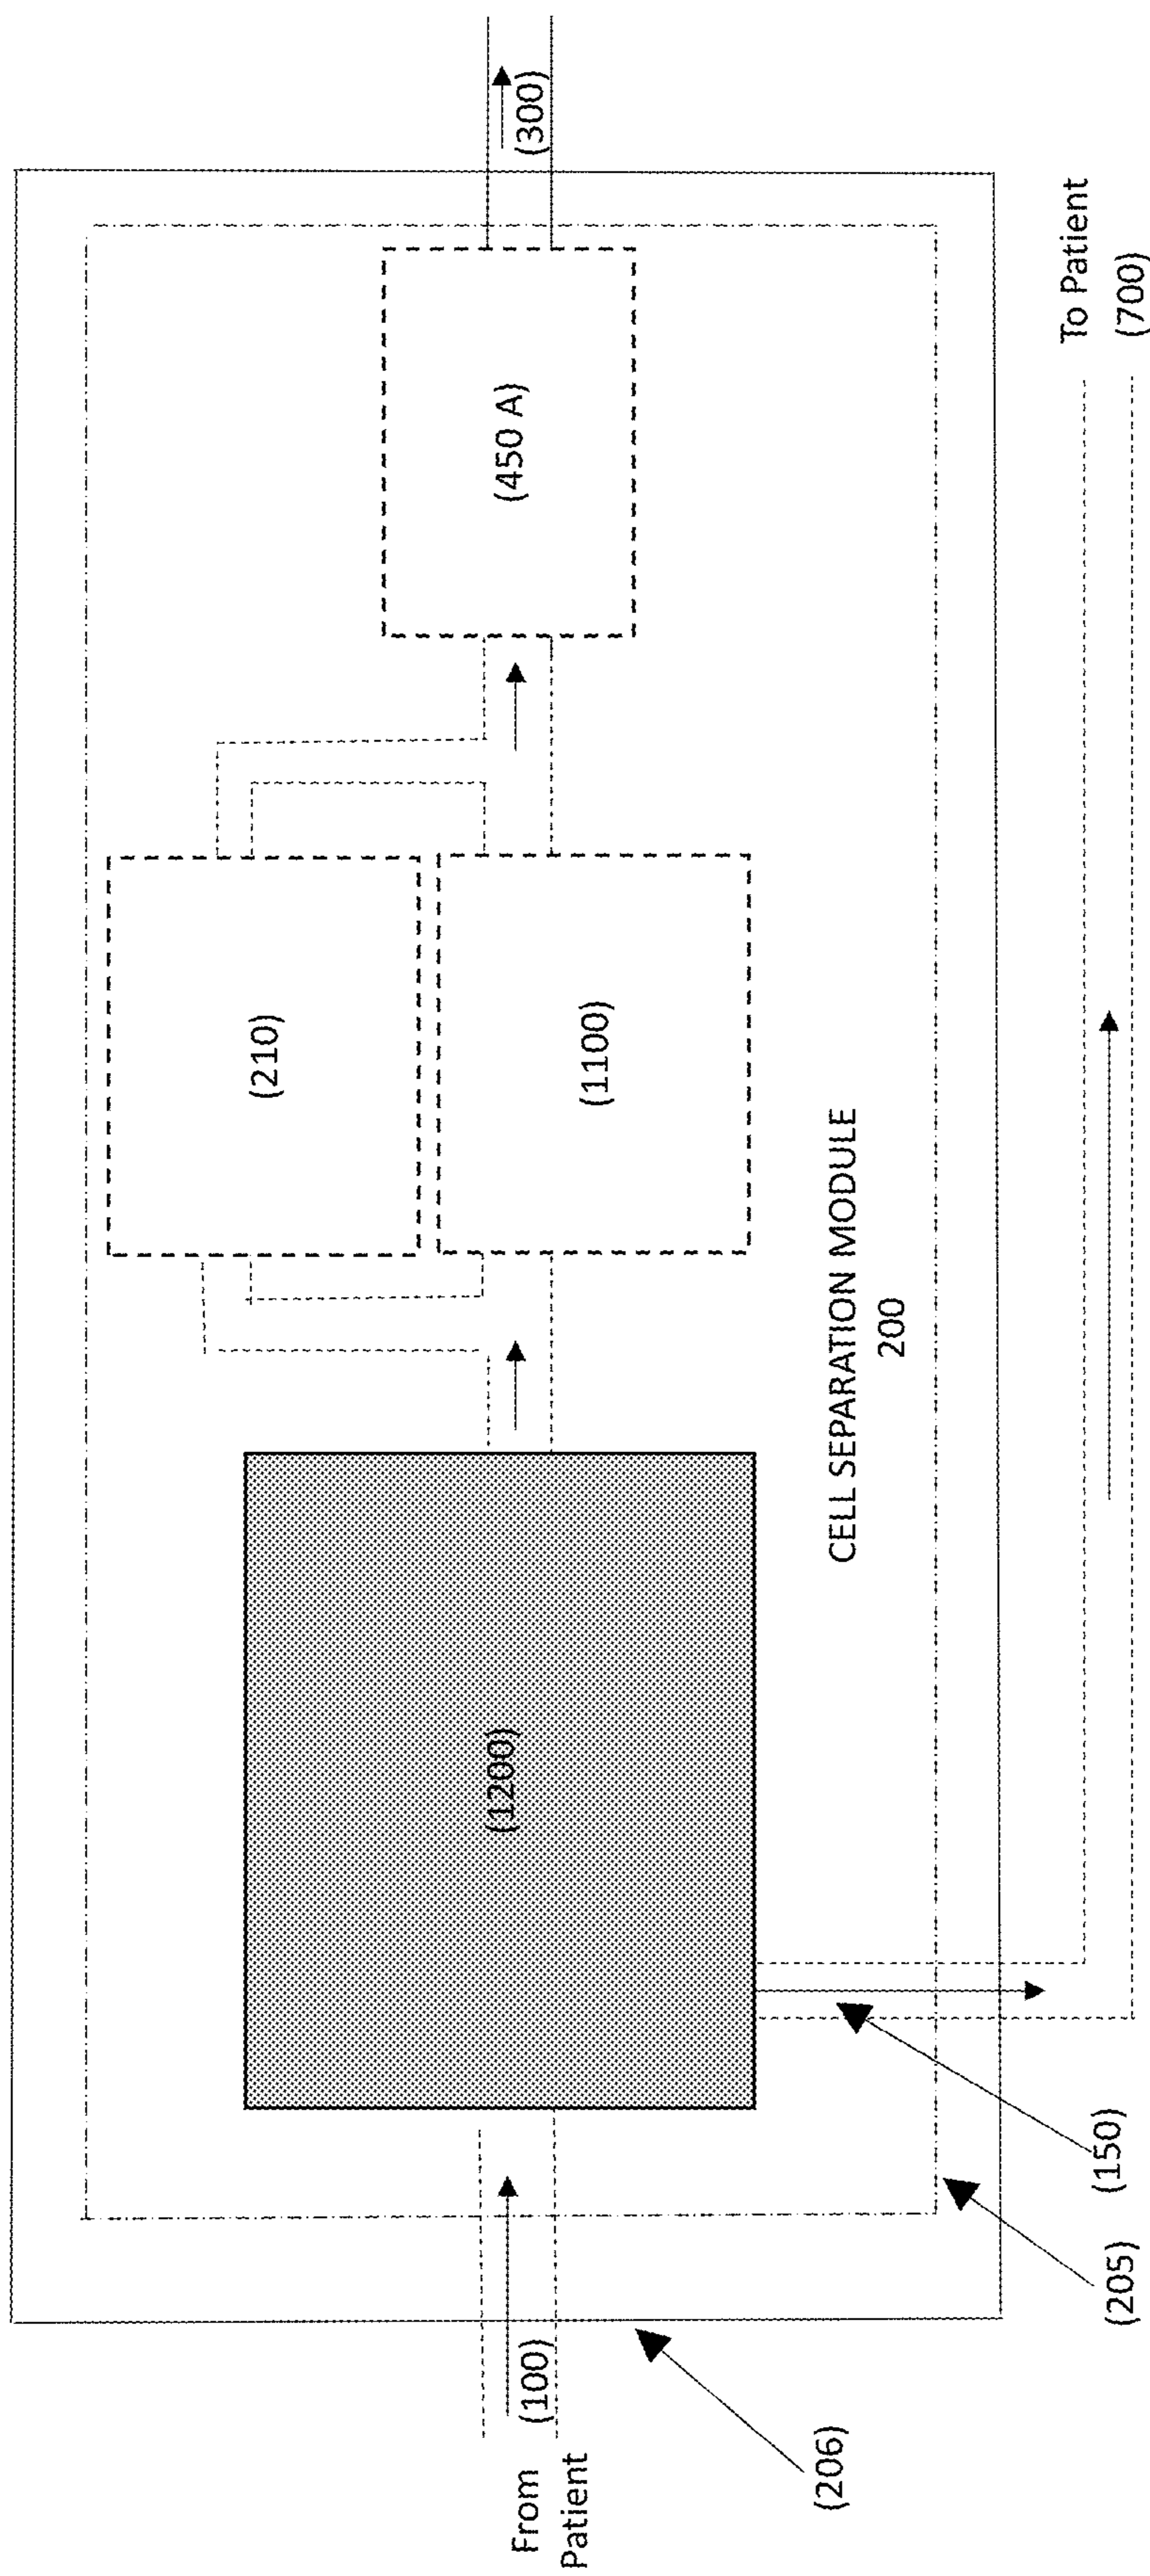 From
Patient
(100)
(206)
(205)
(150)
(1200)
CELL SEPARATION MODULE
200
(210)
(1100)
(450 A)
(300)
To Patient
(700)